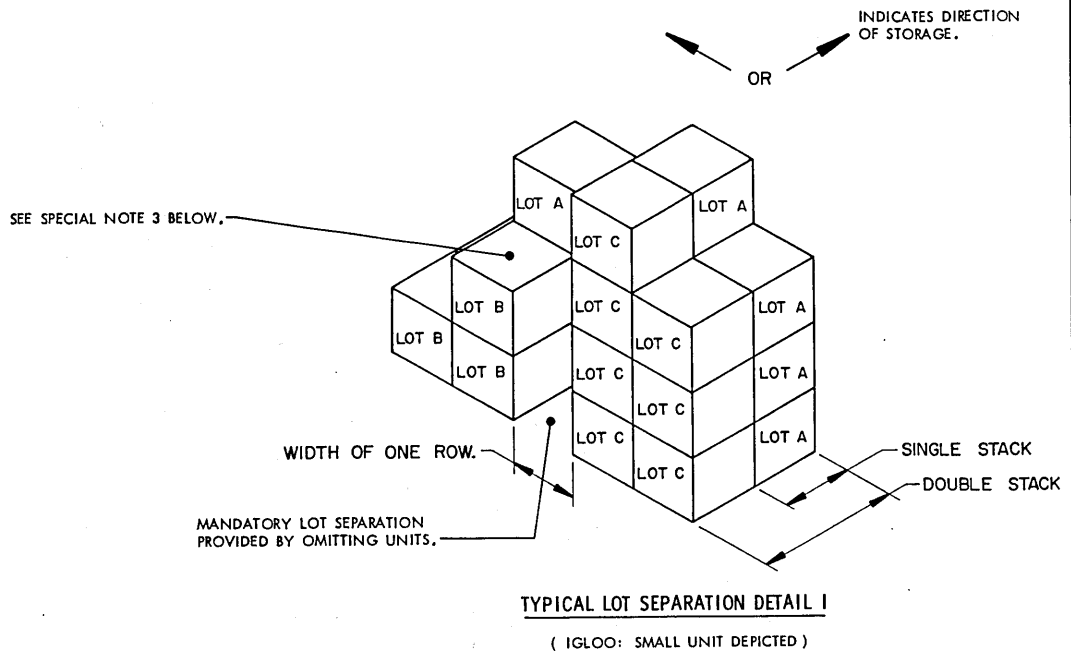 INDICATES DIRECTION
OF STORAGE.
OR
LOT A
LOT A
LOT C
SEE SPECIAL NOTE 3 BELOW.
LOT B
LOT C
LOT A
LOT B
LOT C
LOT B
LOT C
LOT A
LOT C
LOT C
LOT A
LOT C
WIDTH OF ONE ROW.
SINGLE STACK
DOUBLE STACK
MANDATORY LOT SEPARATION
PROVIDED BY OMITTING UNITS.
TYPICAL LOT SEPARATION DETAIL I
( IGLOO: SMALL UNIT DEPICTED )